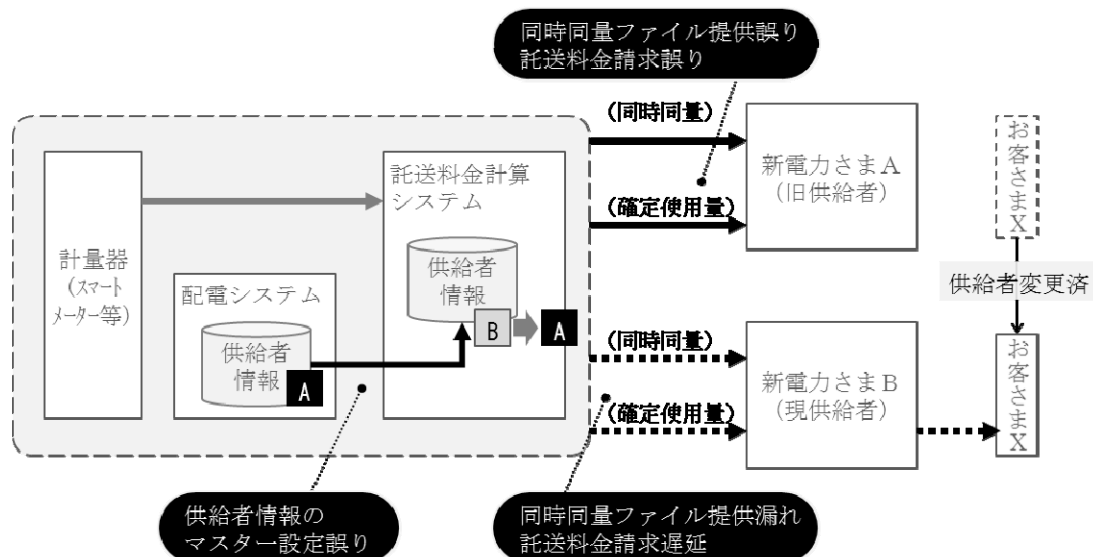 同時同量ファイル提供誤り
託送料金請求誤り
(同時同量)
(確定使用量)
新電力さまA
(旧供給者)
お客さまX
供給者変更済
お客さまX
計量器
(スマート
メーター等)
託送料金計算
システム
供給者
情報
B
A
配電システム
供給者
情報
A
(同時同量)
(確定使用量)
新電力さまB
(現供給者)
供給者情報の
マスター設定誤り
同時同量ファイル提供漏れ
託送料金請求遅延